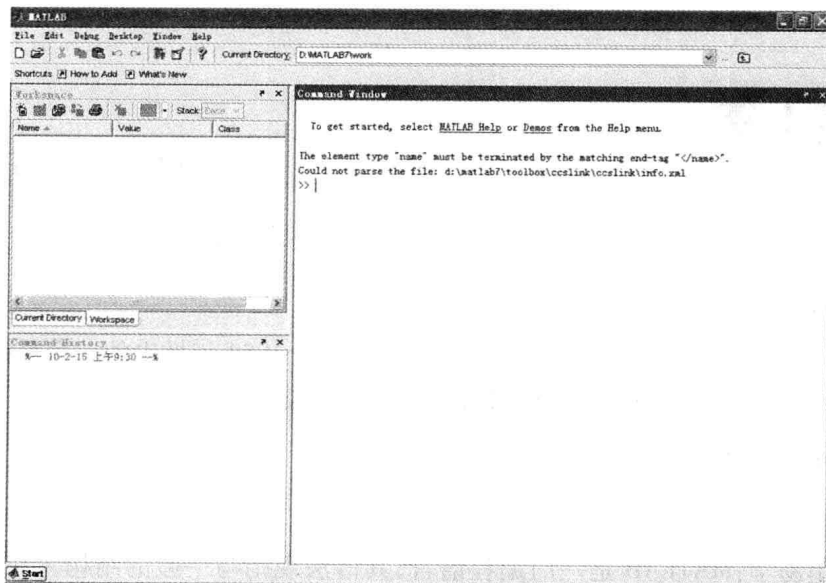 MATLAB
File Edit Debug Desktop Window Help
Current Directory: D:\MATLAB7\work
Shortcuts How to Add What's New
Workspace
Stack: Base
Name Value Class
Current Directory Workspace
Command History
%-- 10-2-15 上午9:30 --%
Command Window
To get started, select MATLAB Help or Demos from the Help menu.
The element type "name" must be terminated by the matching end-tag "</name>".
Could not parse the file: d:\matlab7\toolbox\ccslink\ccslink\info.xml
>>
Start